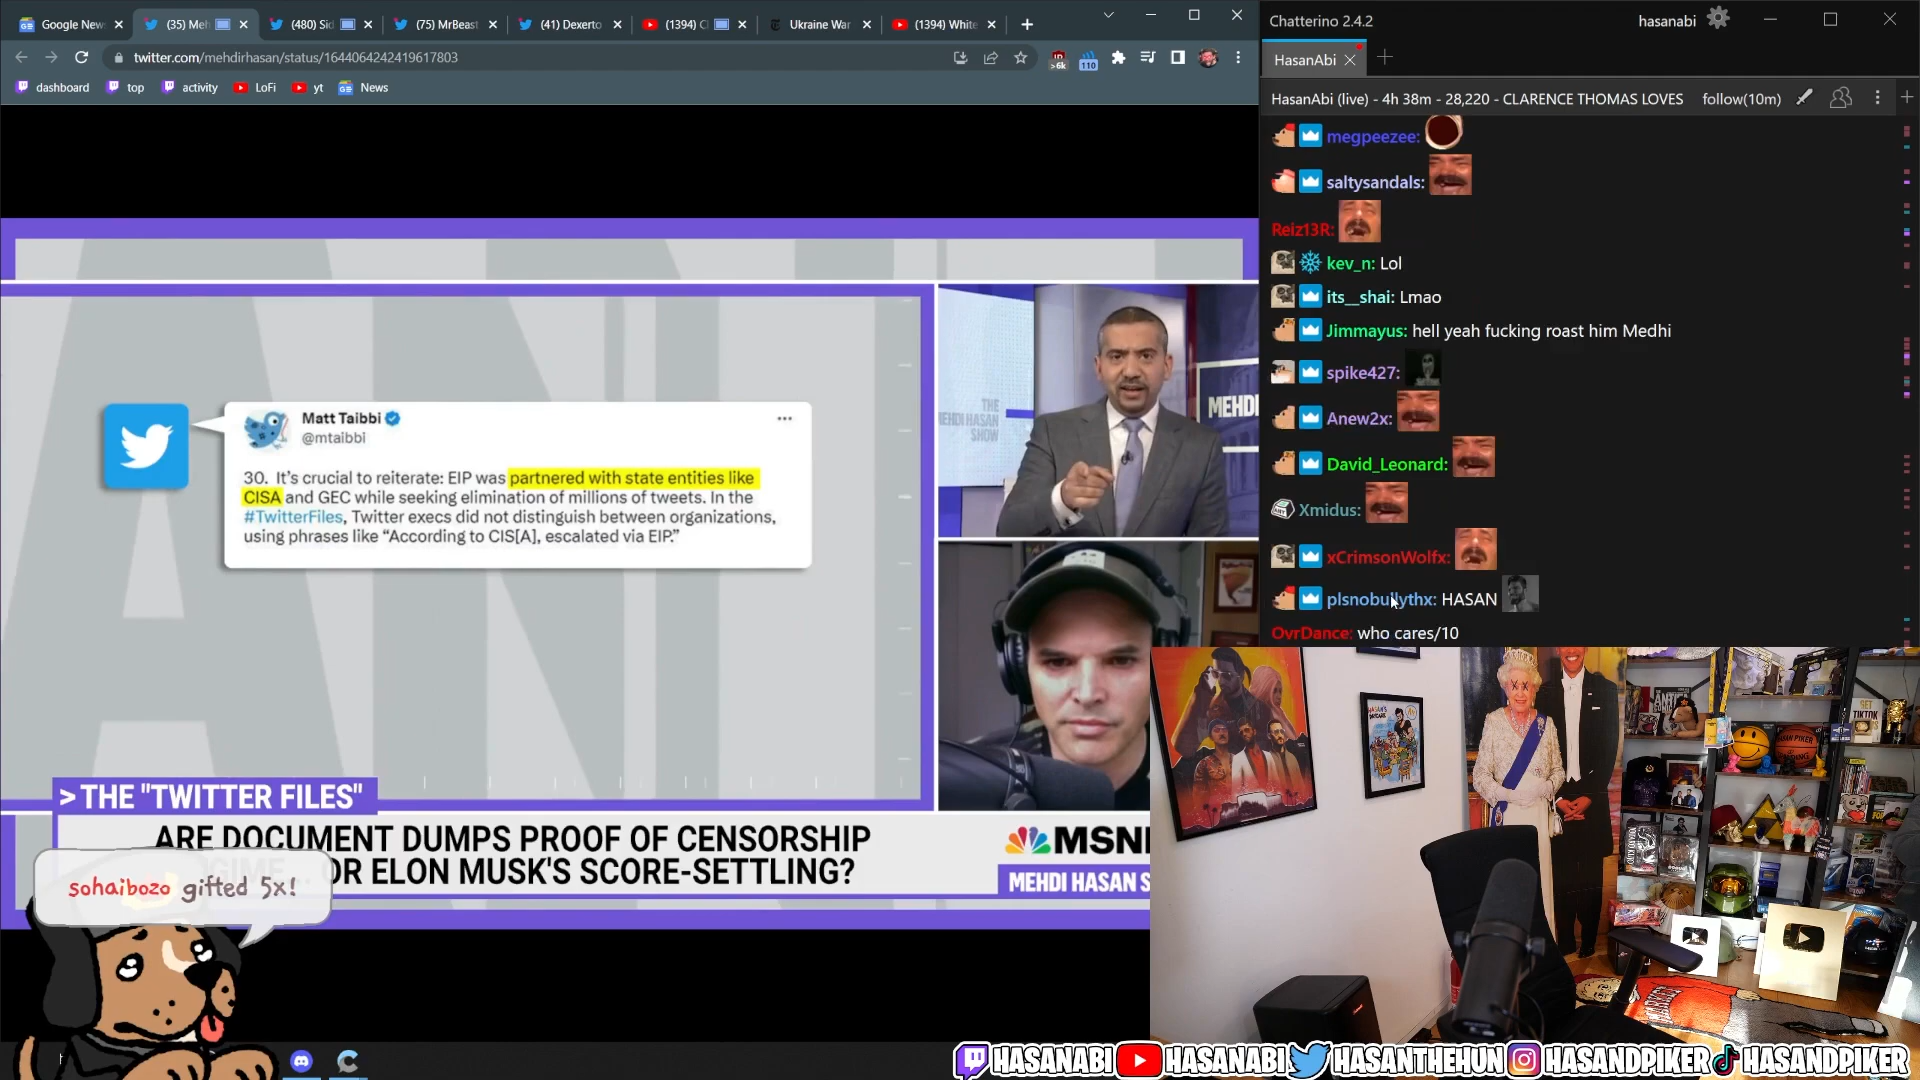 Google New
(35) Meh
(480) Sid
(75) MrBeast
(41) Dexerto
(1394) C
Ukraine War
(1394) White
twitter.com/mehdirhasan/status/1644064242419617803
>6k
110
dashboard
top
activity
LoFi
yt
News
Matt Taibbi
@mtaibbi
30. It's crucial to reiterate: EIP was partnered with state entities like
CISA and GEC while seeking elimination of millions of tweets. In the
#TwitterFiles, Twitter execs did not distinguish between organizations,
using phrases like “According to CIS[A], escalated via EIP.”
THE
MEHDI HASAN
SHOW
MEHDI
> THE "TWITTER FILES"
ARE DOCUMENT DUMPS PROOF OF CENSORSHIP
OR ELON MUSK'S SCORE-SETTLING?
MSN
MEHDI HASAN S
sohaibozo gifted 5x!
Chatterino 2.4.2
hasanabi
HasanAbi
HasanAbi (live) - 4h 38m - 28,220 - CLARENCE THOMAS LOVES
follow(10m)
megpeezee:
saltysandals:
Reiz13R:
kev_n: Lol
its__shai: Lmao
Jimmayus: hell yeah fucking roast him Medhi
spike427:
Anew2x:
David_Leonard:
Xmidus:
xCrimsonWolfx:
plsnobullythx: HASAN
OvrDance: who cares/10
HASANABI
HASANABI
HASANTHEHUN
HASANDPIKER
HASANDPIKER